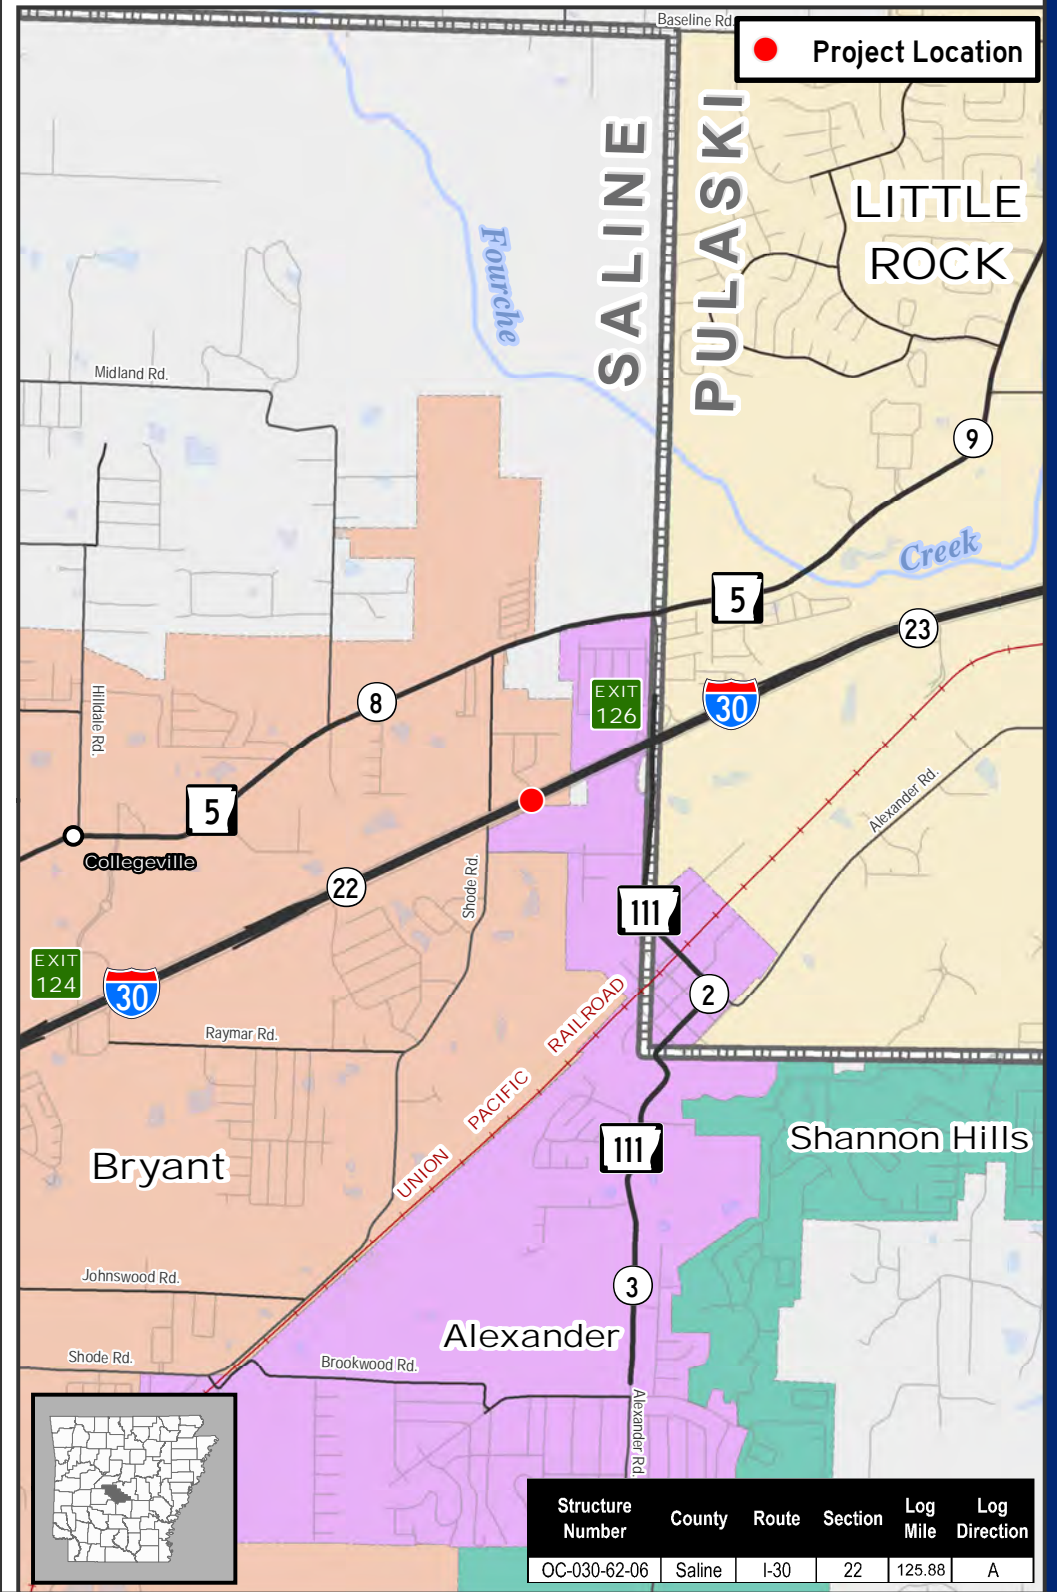 Baseline Rd.
Project Location
SALINE
PULASKI
LITTLE
ROCK
Fourche
Midland Rd.
9
Creek
5
23
EXIT
126
30
8
Hilldale Rd.
5
Collegeville
Alexander Rd.
22
Shode Rd.
111
EXIT
124
30
2
Raymar Rd.
UNION PACIFIC RAILROAD
111
Shannon Hills
Bryant
Johnswood Rd.
3
Alexander
Shode Rd.
Brookwood Rd.
Alexander Rd.
Structure Number County Route Section Log Mile Log Direction
OC-030-62-06 Saline I-30 22 125.88 A